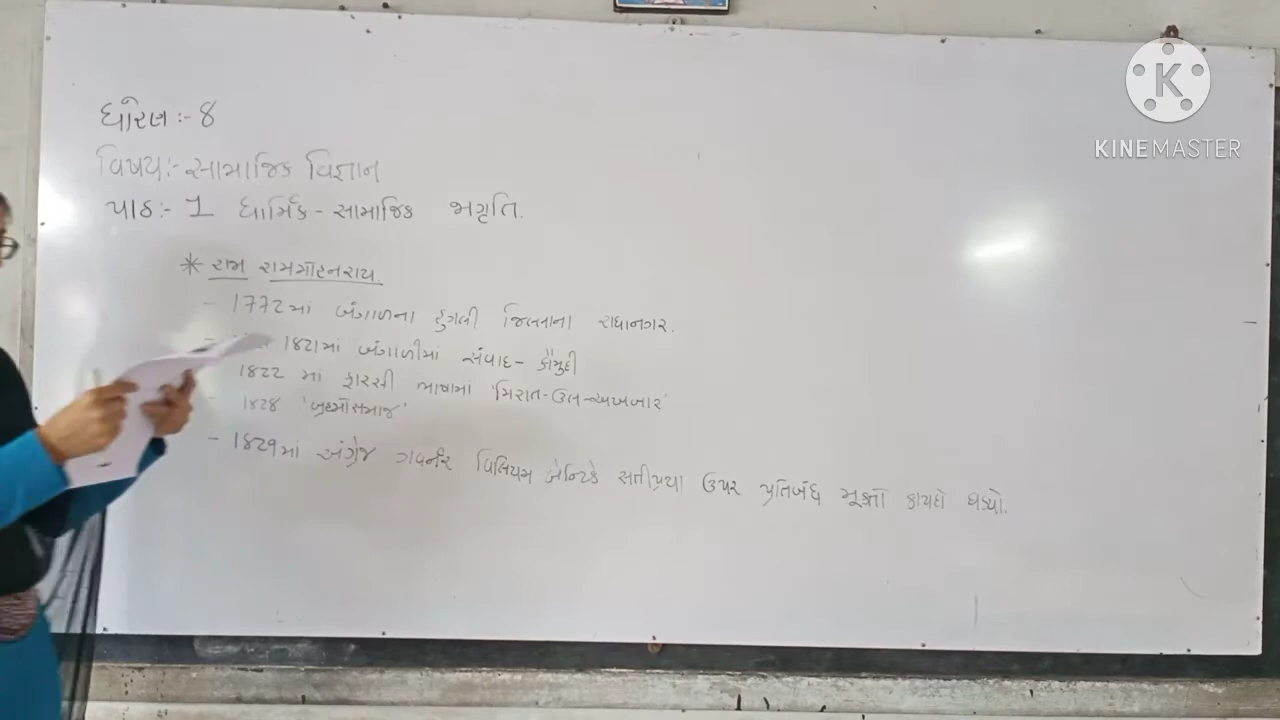 ધોરણ :- 8
વિષય:- સામાજિક વિજ્ઞાન
પાઠ:- 1 ધાર્મિક - સામાજિક જાગૃતિ.
* રાજા રામમોહનરાય.
- 1772માં બંગાળના હુગલી જિલ્લાના રાધાનગર.
1821માં બંગાળીમાં સંવાદ - કૌમુદી
1822 માં ફારસી ભાષામાં 'મિરાત-ઉલ-અખબાર'
- 1828 'બ્રહ્મોસમાજ'
- 1829માં અંગ્રેજ ગવર્નર વિલિયમ બેન્ટિકે સતીપ્રથા ઉપર પ્રતિબંધ મૂકતો કાયદો ઘડ્યો.
K
KINEMASTER